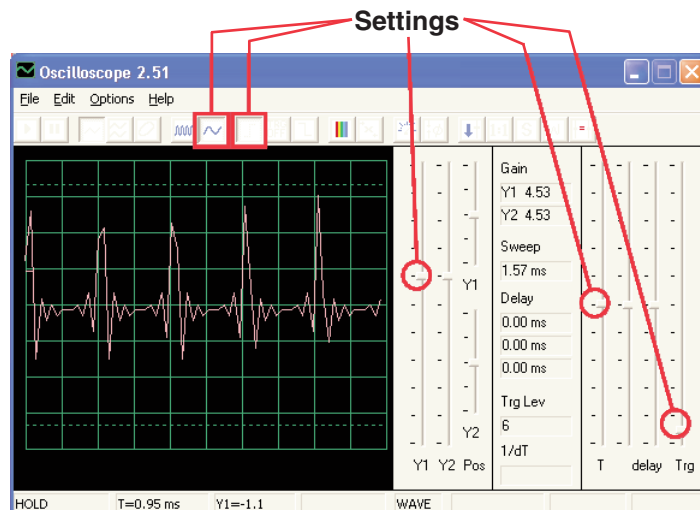 Settings
Oscilloscope 2.51
File Edit Options Help
Gain
Y1 4.53
Y2 4.53
Sweep
1.57 ms
Delay
0.00 ms
0.00 ms
0.00 ms
Trg Lev
6
1/dT
Y1
Y2
Y1 Y2 Pos
T delay Trg
HOLD T=0.95 ms Y1=-1.1 WAVE